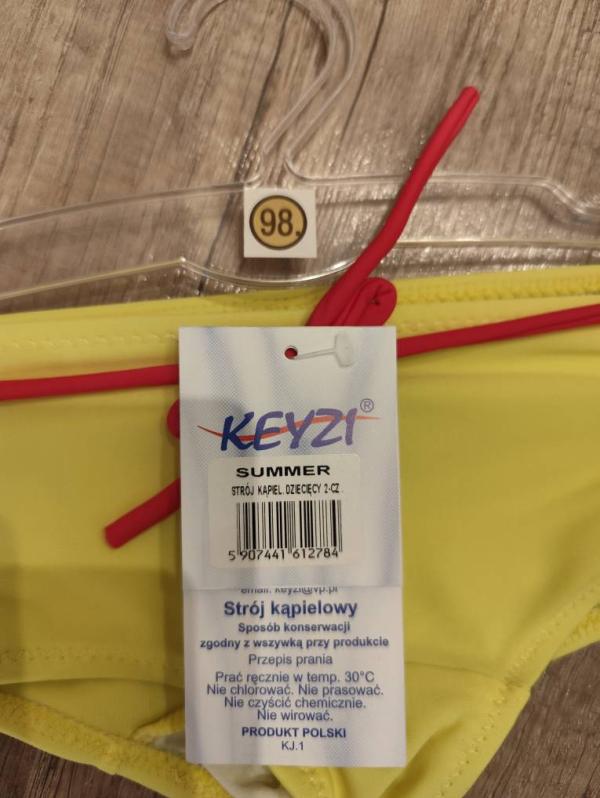 98.
KEYZI®
SUMMER
STRÓJ KĄPIEL.DZIECIĘCY 2-CZ.
5 907441 612784
email: keyzi@vp.pl
Strój kąpielowy
Sposób konserwacji
zgodny z wszywką przy produkcie
Przepis prania
Prać ręcznie w temp. 30°C
Nie chlorować. Nie prasować.
Nie czyścić chemicznie.
Nie wirować.
PRODUKT POLSKI
KJ.1